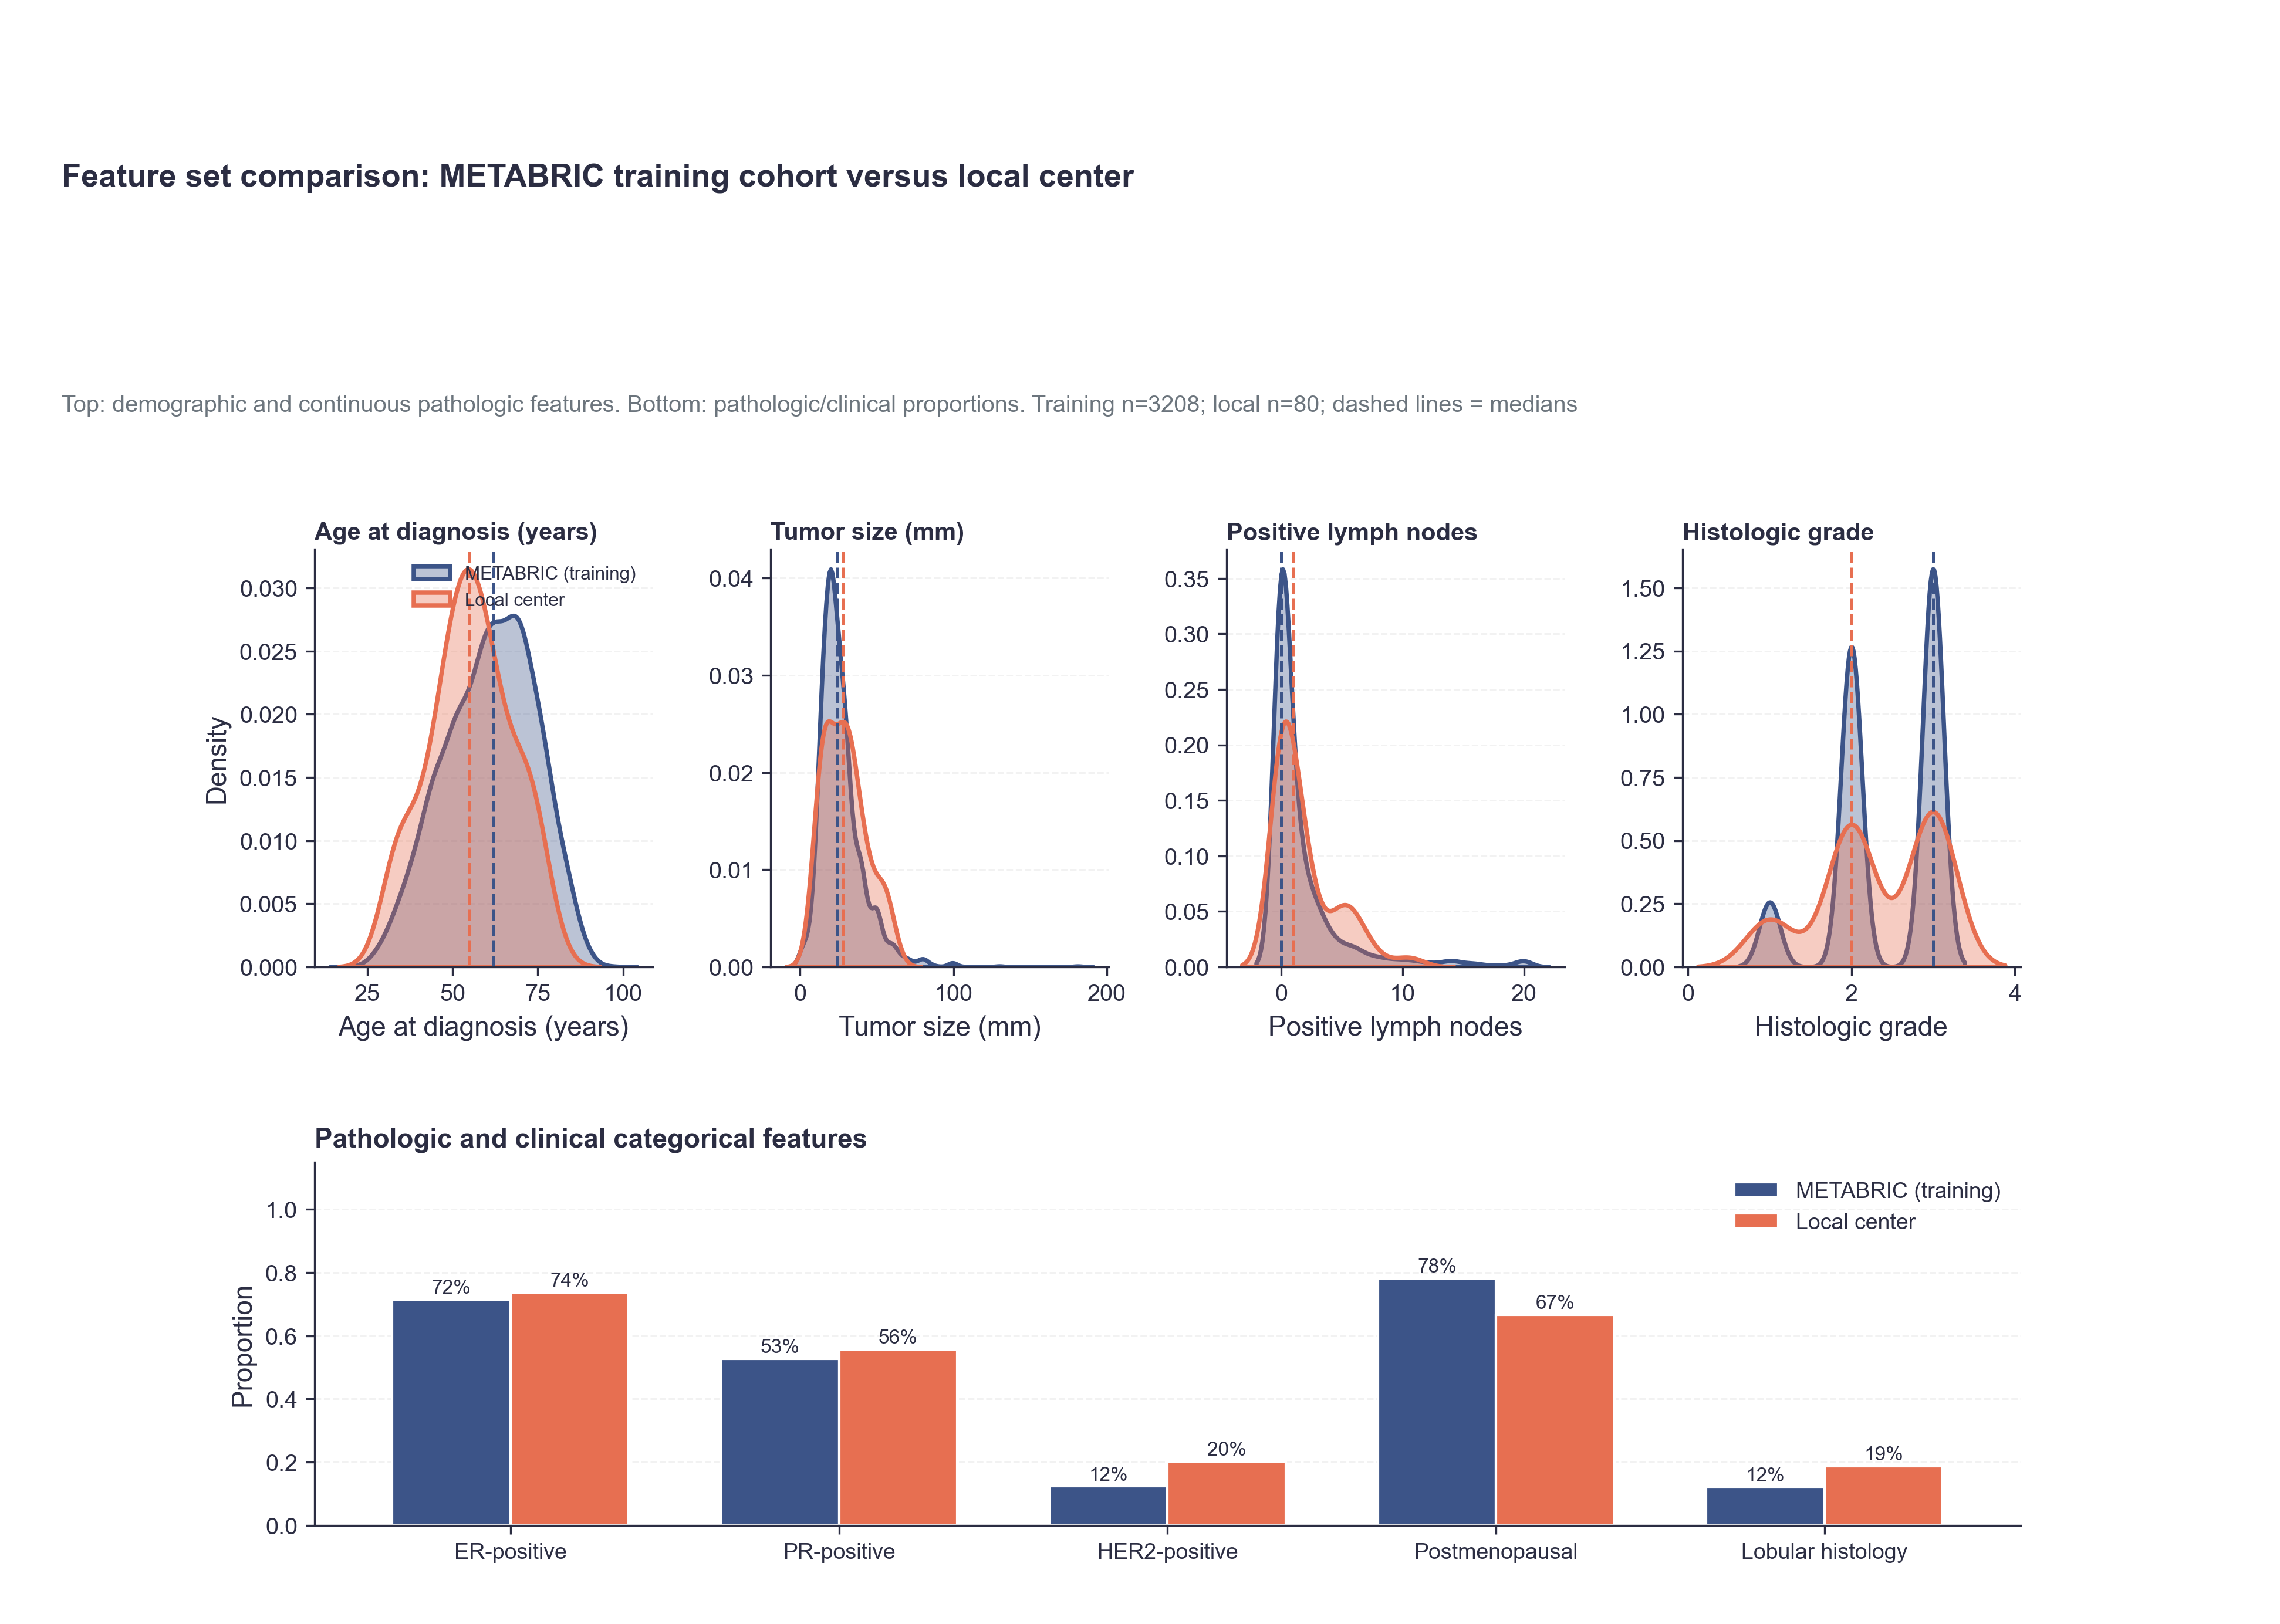 Feature set comparison: METABRIC training cohort versus local center
Top: demographic and continuous pathologic features. Bottom: pathologic/clinical proportions. Training n=3208; local n=80; dashed lines = medians
Age at diagnosis (years)
METABRIC (training)
Local center
Density
0.030
0.025
0.020
0.015
0.010
0.005
0.000
25 50 75 100
Age at diagnosis (years)
Tumor size (mm)
0.04
0.03
0.02
0.01
0.00
0 100 200
Tumor size (mm)
Positive lymph nodes
0.35
0.30
0.25
0.20
0.15
0.10
0.05
0.00
0 10 20
Positive lymph nodes
Histologic grade
1.50
1.25
1.00
0.75
0.50
0.25
0.00
0 2 4
Histologic grade
Pathologic and clinical categorical features
METABRIC (training)
Local center
Proportion
1.0
0.8
0.6
0.4
0.2
0.0
72% 74%
53% 56%
12% 20%
78% 67%
12% 19%
ER-positive PR-positive HER2-positive Postmenopausal Lobular histology